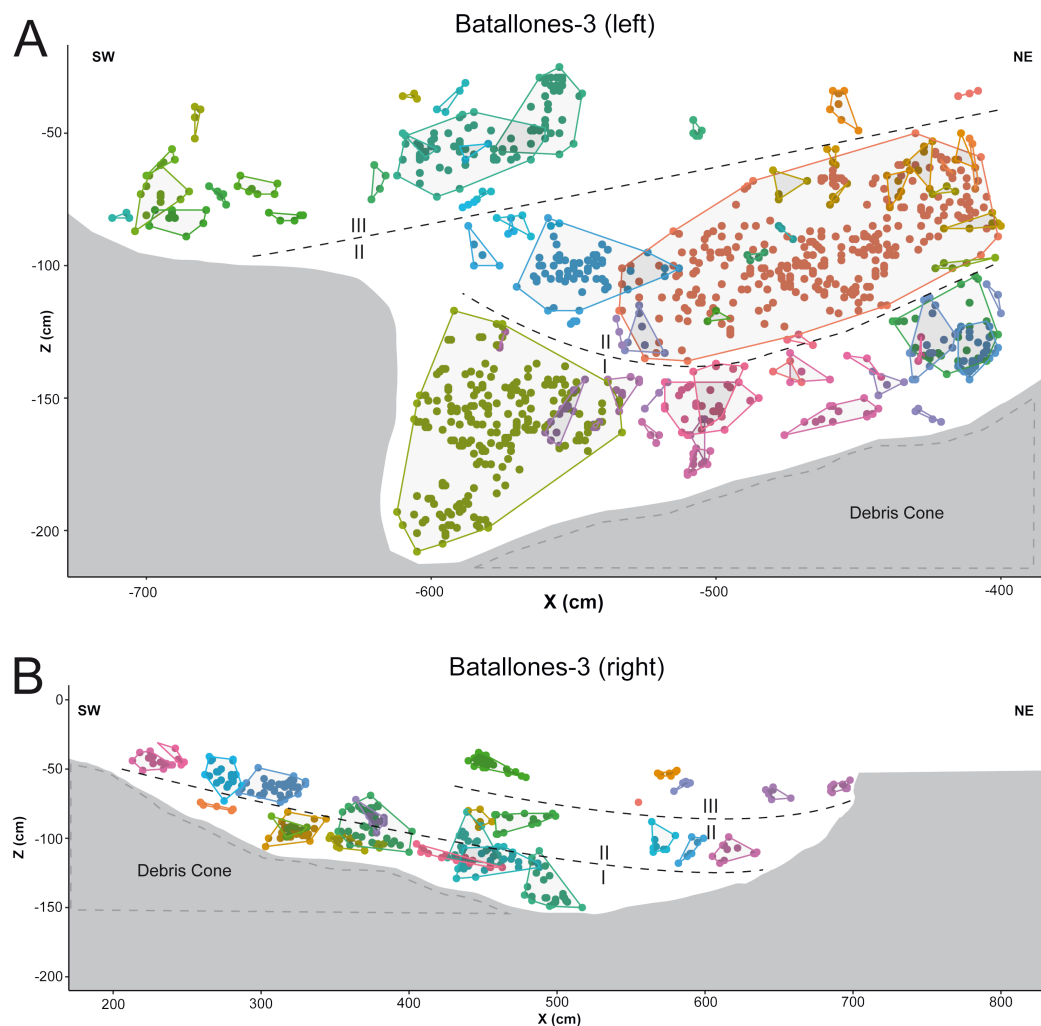 A
Batallones-3 (left)
SW
NE
-50
-100
-150
-200
Z (cm)
III
II
II
I
Debris Cone
-700
-600
-500
-400
X (cm)
B
Batallones-3 (right)
0
SW
NE
-50
-100
-150
-200
Z (cm)
III
II
II
I
Debris Cone
200
300
400
500
600
700
800
X (cm)